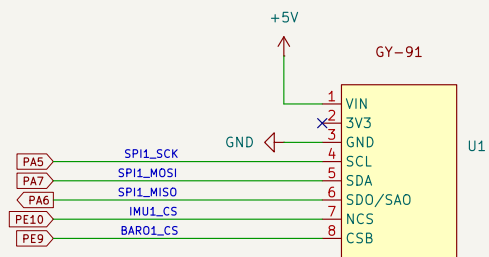 +5V
GY-91
1 VIN
2 3V3
GND 3 GND
U1
PA5 SPI1_SCK 4 SCL
PA7 SPI1_MOSI 5 SDA
PA6 SPI1_MISO 6 SDO/SAO
PE10 IMU1_CS 7 NCS
PE9 BARO1_CS 8 CSB